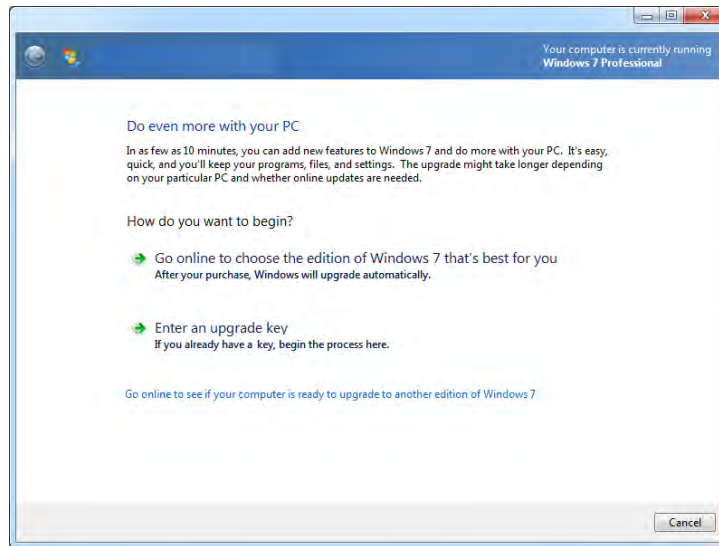 Your computer is currently running
Windows 7 Professional
Do even more with your PC
In as few as 10 minutes, you can add new features to Windows 7 and do more with your PC. It's easy,
quick, and you'll keep your programs, files, and settings. The upgrade might take longer depending
on your particular PC and whether online updates are needed.
How do you want to begin?
Go online to choose the edition of Windows 7 that's best for you
After your purchase, Windows will upgrade automatically.
Enter an upgrade key
If you already have a key, begin the process here.
Go online to see if your computer is ready to upgrade to another edition of Windows 7
Cancel